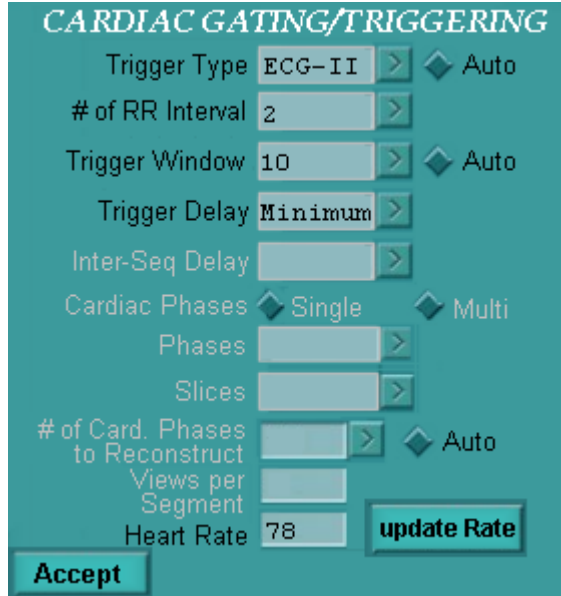 CARDIAC GATING/TRIGGERING
Trigger Type ECG-II > Auto
# of RR Interval 2 >
Trigger Window 10 > Auto
Trigger Delay Minimum >
Inter-Seq Delay >
Cardiac Phases Single Multi
Phases >
Slices >
# of Card. Phases
to Reconstruct > Auto
Views per
Segment
Heart Rate 78 update Rate
Accept